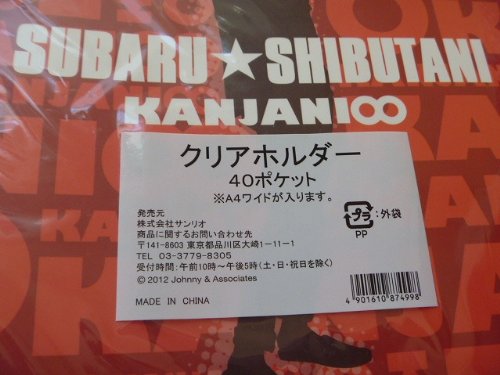 SUBARU★SHIBUTANI
KANJANI∞
クリアホルダー
40ポケット
※A4ワイドが入ります。
発売元
株式会社サンリオ
商品に関するお問い合わせ先
〒141-8603 東京都品川区大崎1-11-1
TEL 03-3779-8305
受付時間：午前10時～午後5時（土・日・祝日を除く）
© 2012 Johnny & Associates
MADE IN CHINA
プラ
：外袋
PP
4 901610 874998